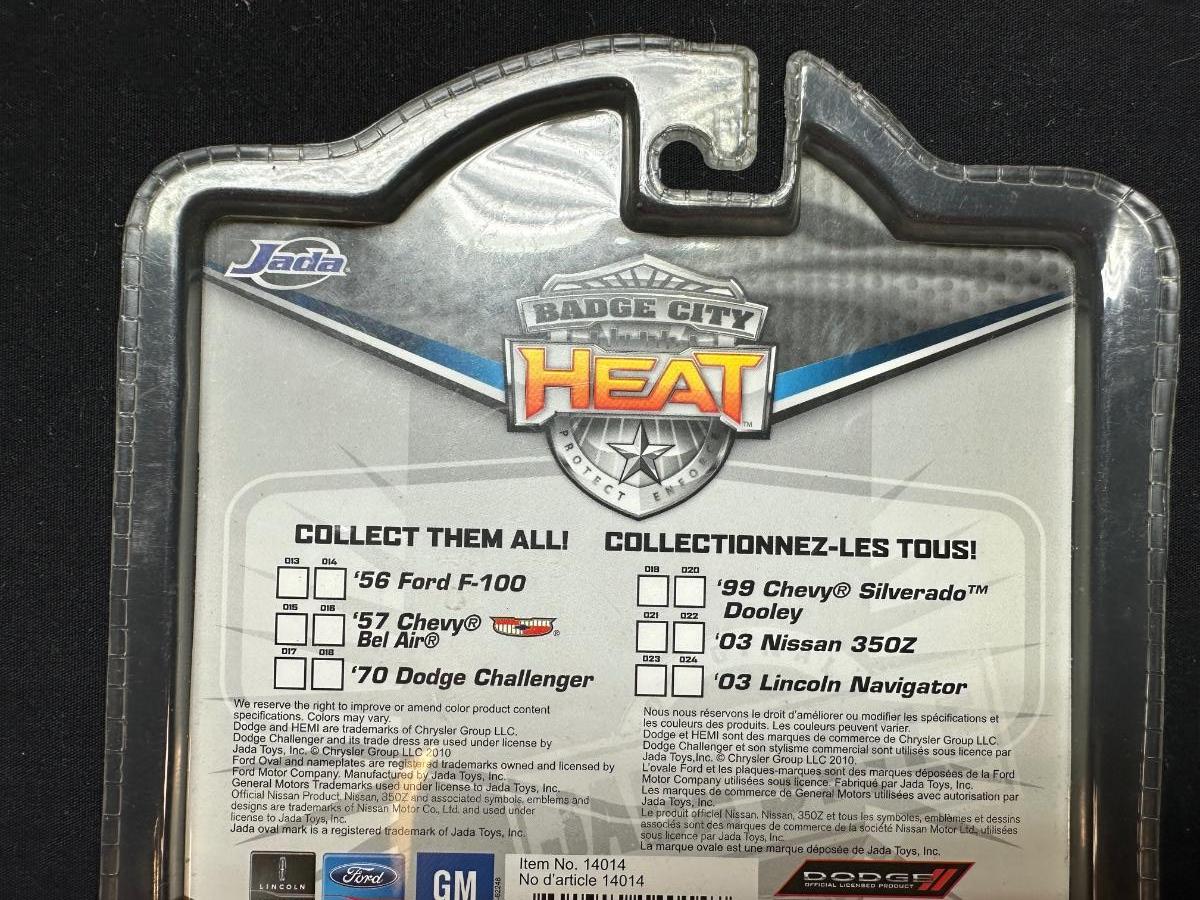 Jada
BADGE CITY
HEAT™
PROTECT ENFORCE
COLLECT THEM ALL!
013 014
'56 Ford F-100
015 016
'57 Chevy®
Bel Air®
®
017 018
'70 Dodge Challenger
We reserve the right to improve or amend color product content
specifications. Colors may vary.
Dodge and HEMI are trademarks of Chrysler Group LLC.
Dodge Challenger and its trade dress are used under license by
Jada Toys, Inc. © Chrysler Group LLC 2010
Ford Oval and nameplates are registered trademarks owned and licensed by
Ford Motor Company. Manufactured by Jada Toys, Inc.
General Motors Trademarks used under license to Jada Toys, Inc.
Official Nissan Product. Nissan, 350Z and associated symbols, emblems and
designs are trademarks of Nissan Motor Co., Ltd. and used under
license to Jada Toys, Inc.
Jada oval mark is a registered trademark of Jada Toys, Inc.
COLLECTIONNEZ-LES TOUS!
019 020
'99 Chevy® Silverado™
Dooley
021 022
'03 Nissan 350Z
023 024
'03 Lincoln Navigator
Nous nous réservons le droit d'améliorer ou modifier les spécifications et
les couleurs des produits. Les couleurs peuvent varier.
Dodge et HEMI sont des marques de commerce de Chrysler Group LLC.
Dodge Challenger et son stylisme commercial sont utilisés sous licence par
Jada Toys,Inc. © Chrysler Group LLC 2010.
L'ovale Ford et les plaques-marques sont des marques déposées de la Ford
Motor Company utilisées sous licence. Fabriqué par Jada Toys, Inc.
Les marques de commerce de General Motors utilisées avec autorisation par
Jada Toys, Inc.
Le produit officiel Nissan. Nissan, 350Z et tous les symboles, emblèmes et dessins
associés sont des marques de commerce de la société Nissan Motor Ltd., utilisées
sous licence par Jada Toys, Inc.
La marque ovale est une marque déposée de Jada Toys, Inc.
LINCOLN
Ford
GM
Item No. 14014
No d'article 14014
DODGE
OFFICIAL LICENSED PRODUCT